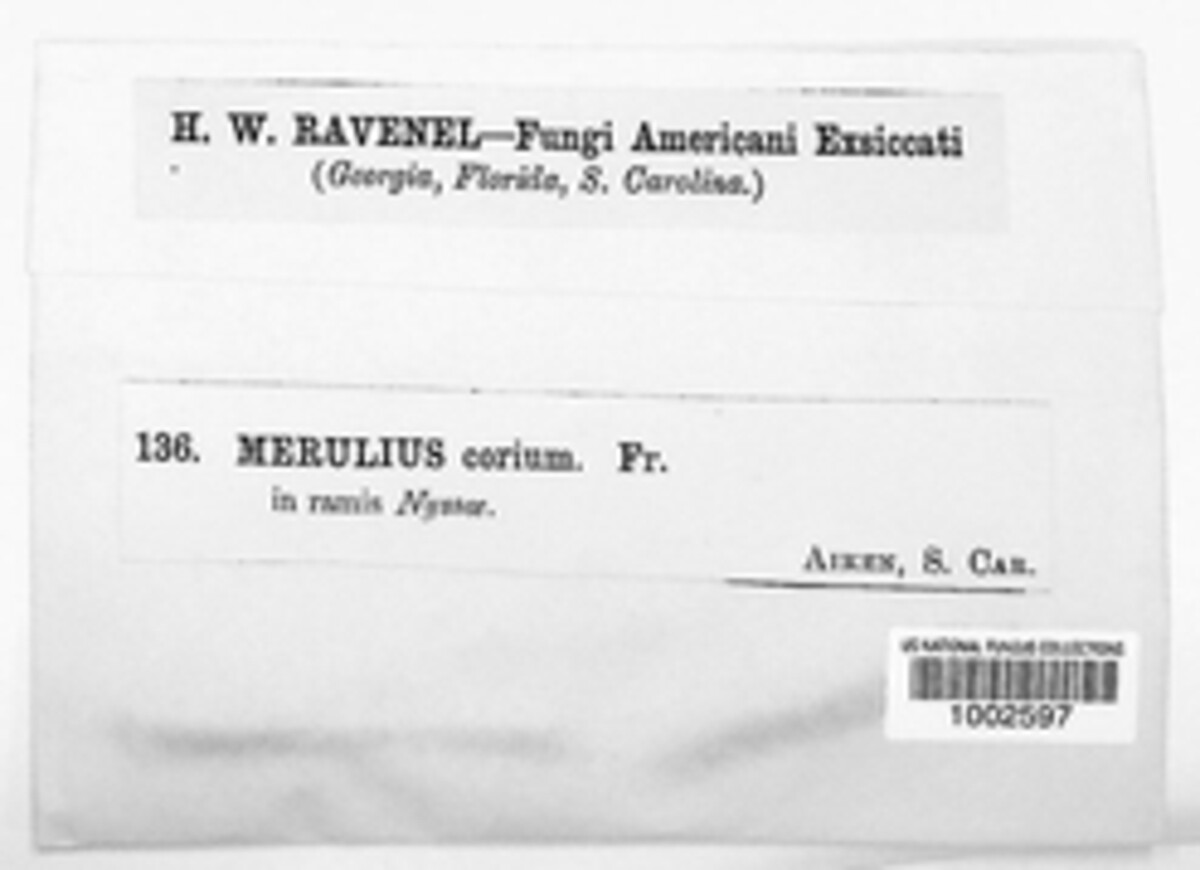 H. W. RAVENEL—Fungi Americani Exsiccati
(Georgia, Florida, S. Carolina.)
136. MERULIUS corium. Fr.
in ramis Nyssæ.
AIKEN, S. CAR.
US NATIONAL FUNGUS COLLECTIONS
1002597